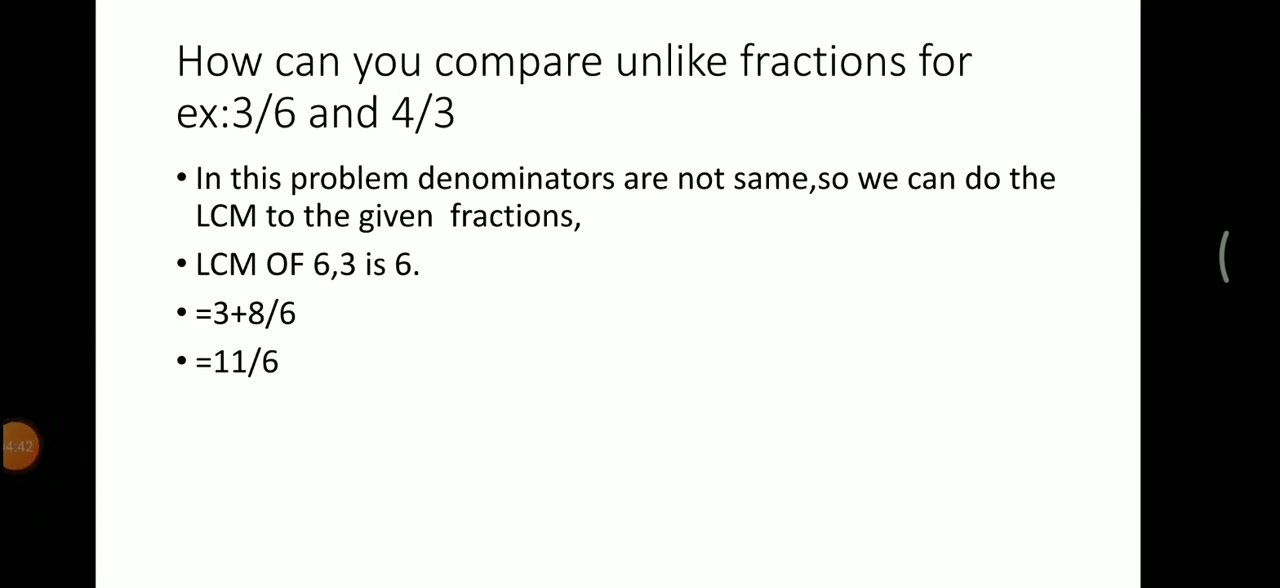 How can you compare unlike fractions for
ex:3/6 and 4/3
• In this problem denominators are not same,so we can do the
LCM to the given fractions,
• LCM OF 6,3 is 6.
• =3+8/6
• =11/6
4:42